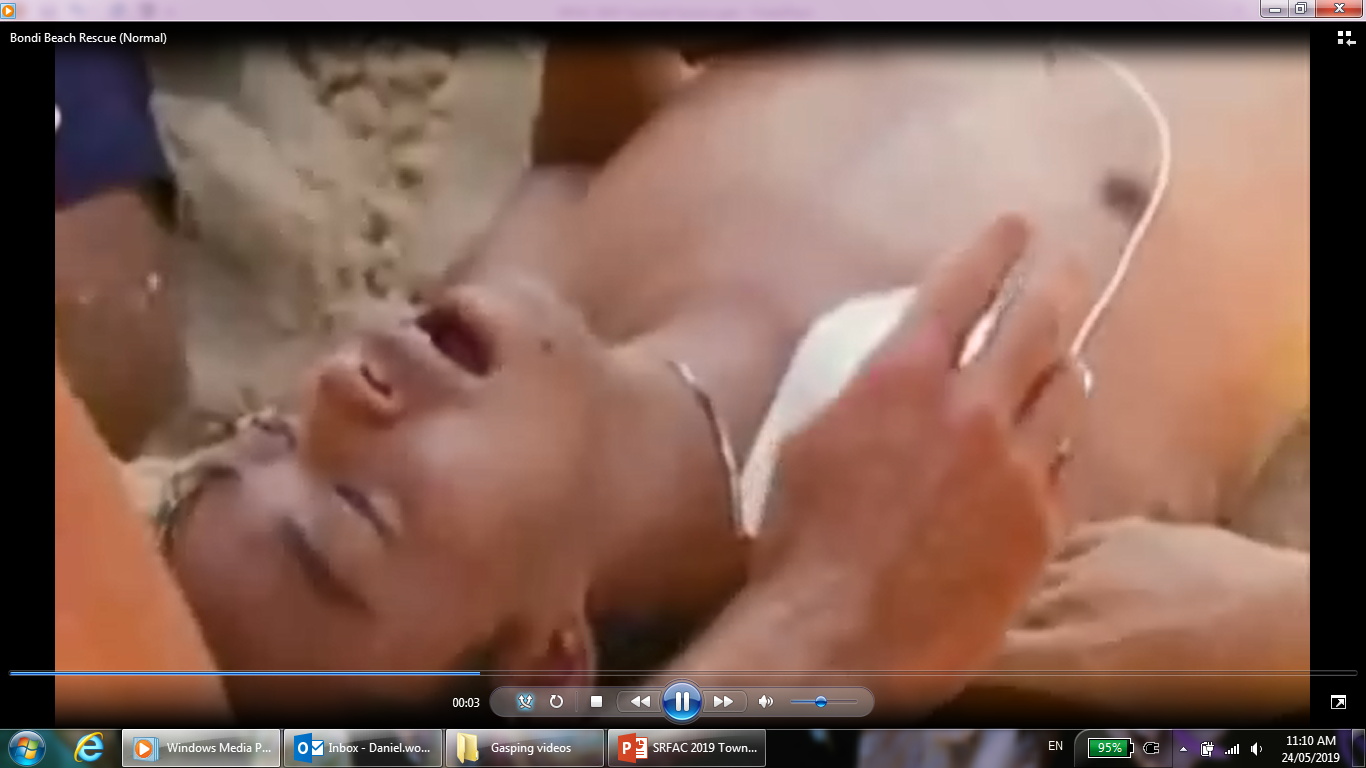 Bondi Beach Rescue (Normal)
00:03
Windows Media P...
Inbox - Daniel.wo...
Gasping videos
SRFAC 2019 Town...
EN
95%
11:10 AM
24/05/2019